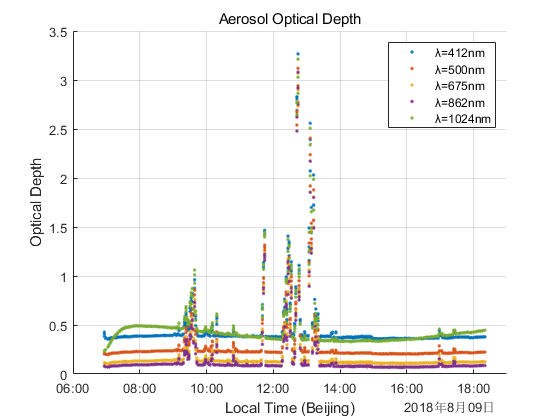 Aerosol Optical Depth
3.5
3
2.5
2
1.5
1
0.5
0
Optical Depth
λ=412nm
λ=500nm
λ=675nm
λ=862nm
λ=1024nm
06:00 08:00 10:00 12:00 14:00 16:00 18:00
Local Time (Beijing)
2018年8月09日